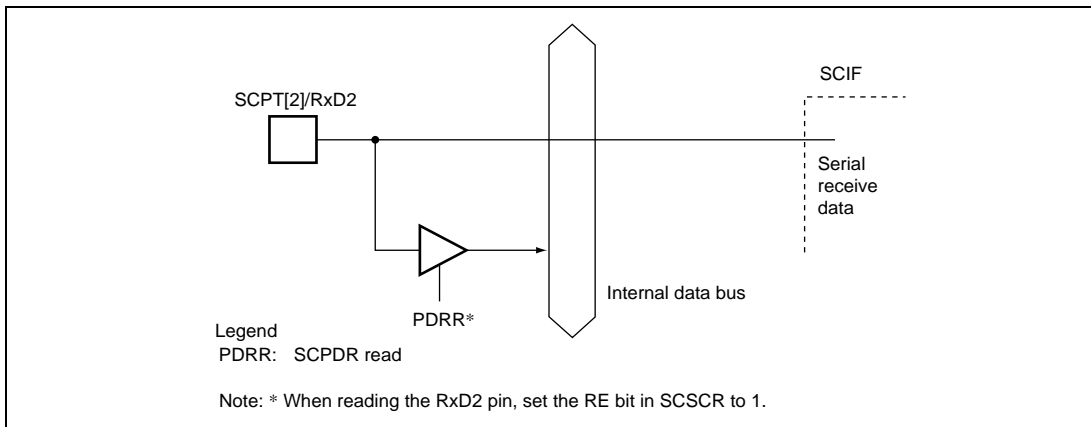 SCIF
SCPT[2]/RxD2
Serial
receive
data
Internal data bus
PDRR*
Legend
PDRR: SCPDR read
Note: * When reading the RxD2 pin, set the RE bit in SCSCR to 1.